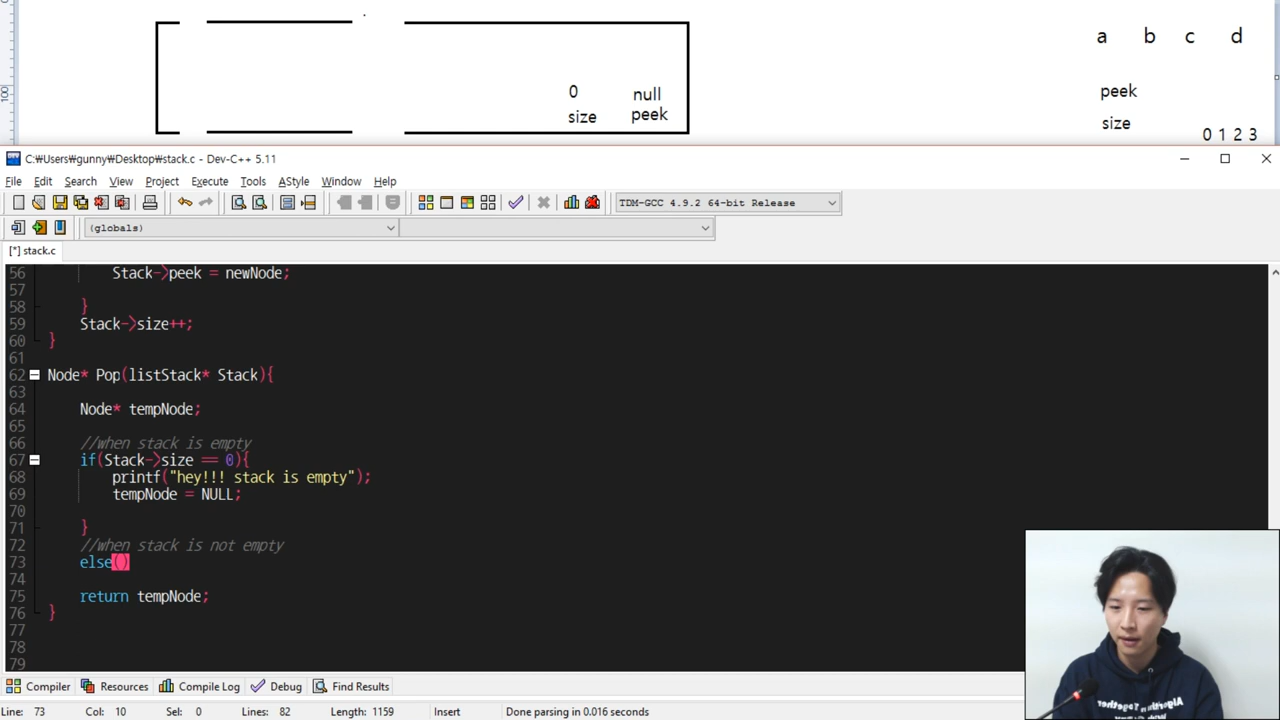 a b c d
0 null
size peek
peek
size
0 1 2 3
100
C:₩Users₩gunny₩Desktop₩stack.c - Dev-C++ 5.11
File Edit Search View Project Execute Tools AStyle Window Help
TDM-GCC 4.9.2 64-bit Release
(globals)
[*] stack.c
56 Stack->peek = newNode;
57
58 }
59 Stack->size++;
60 }
61
62 Node* Pop(listStack* Stack){
63
64 Node* tempNode;
65
66 //when stack is empty
67 if(Stack->size == 0){
68 printf("hey!!! stack is empty");
69 tempNode = NULL;
70
71 }
72 //when stack is not empty
73 else()
74
75 return tempNode;
76 }
77
78
79
Compiler Resources Compile Log Debug Find Results
Line: 73 Col: 10 Sel: 0 Lines: 82 Length: 1159 Insert Done parsing in 0.016 seconds